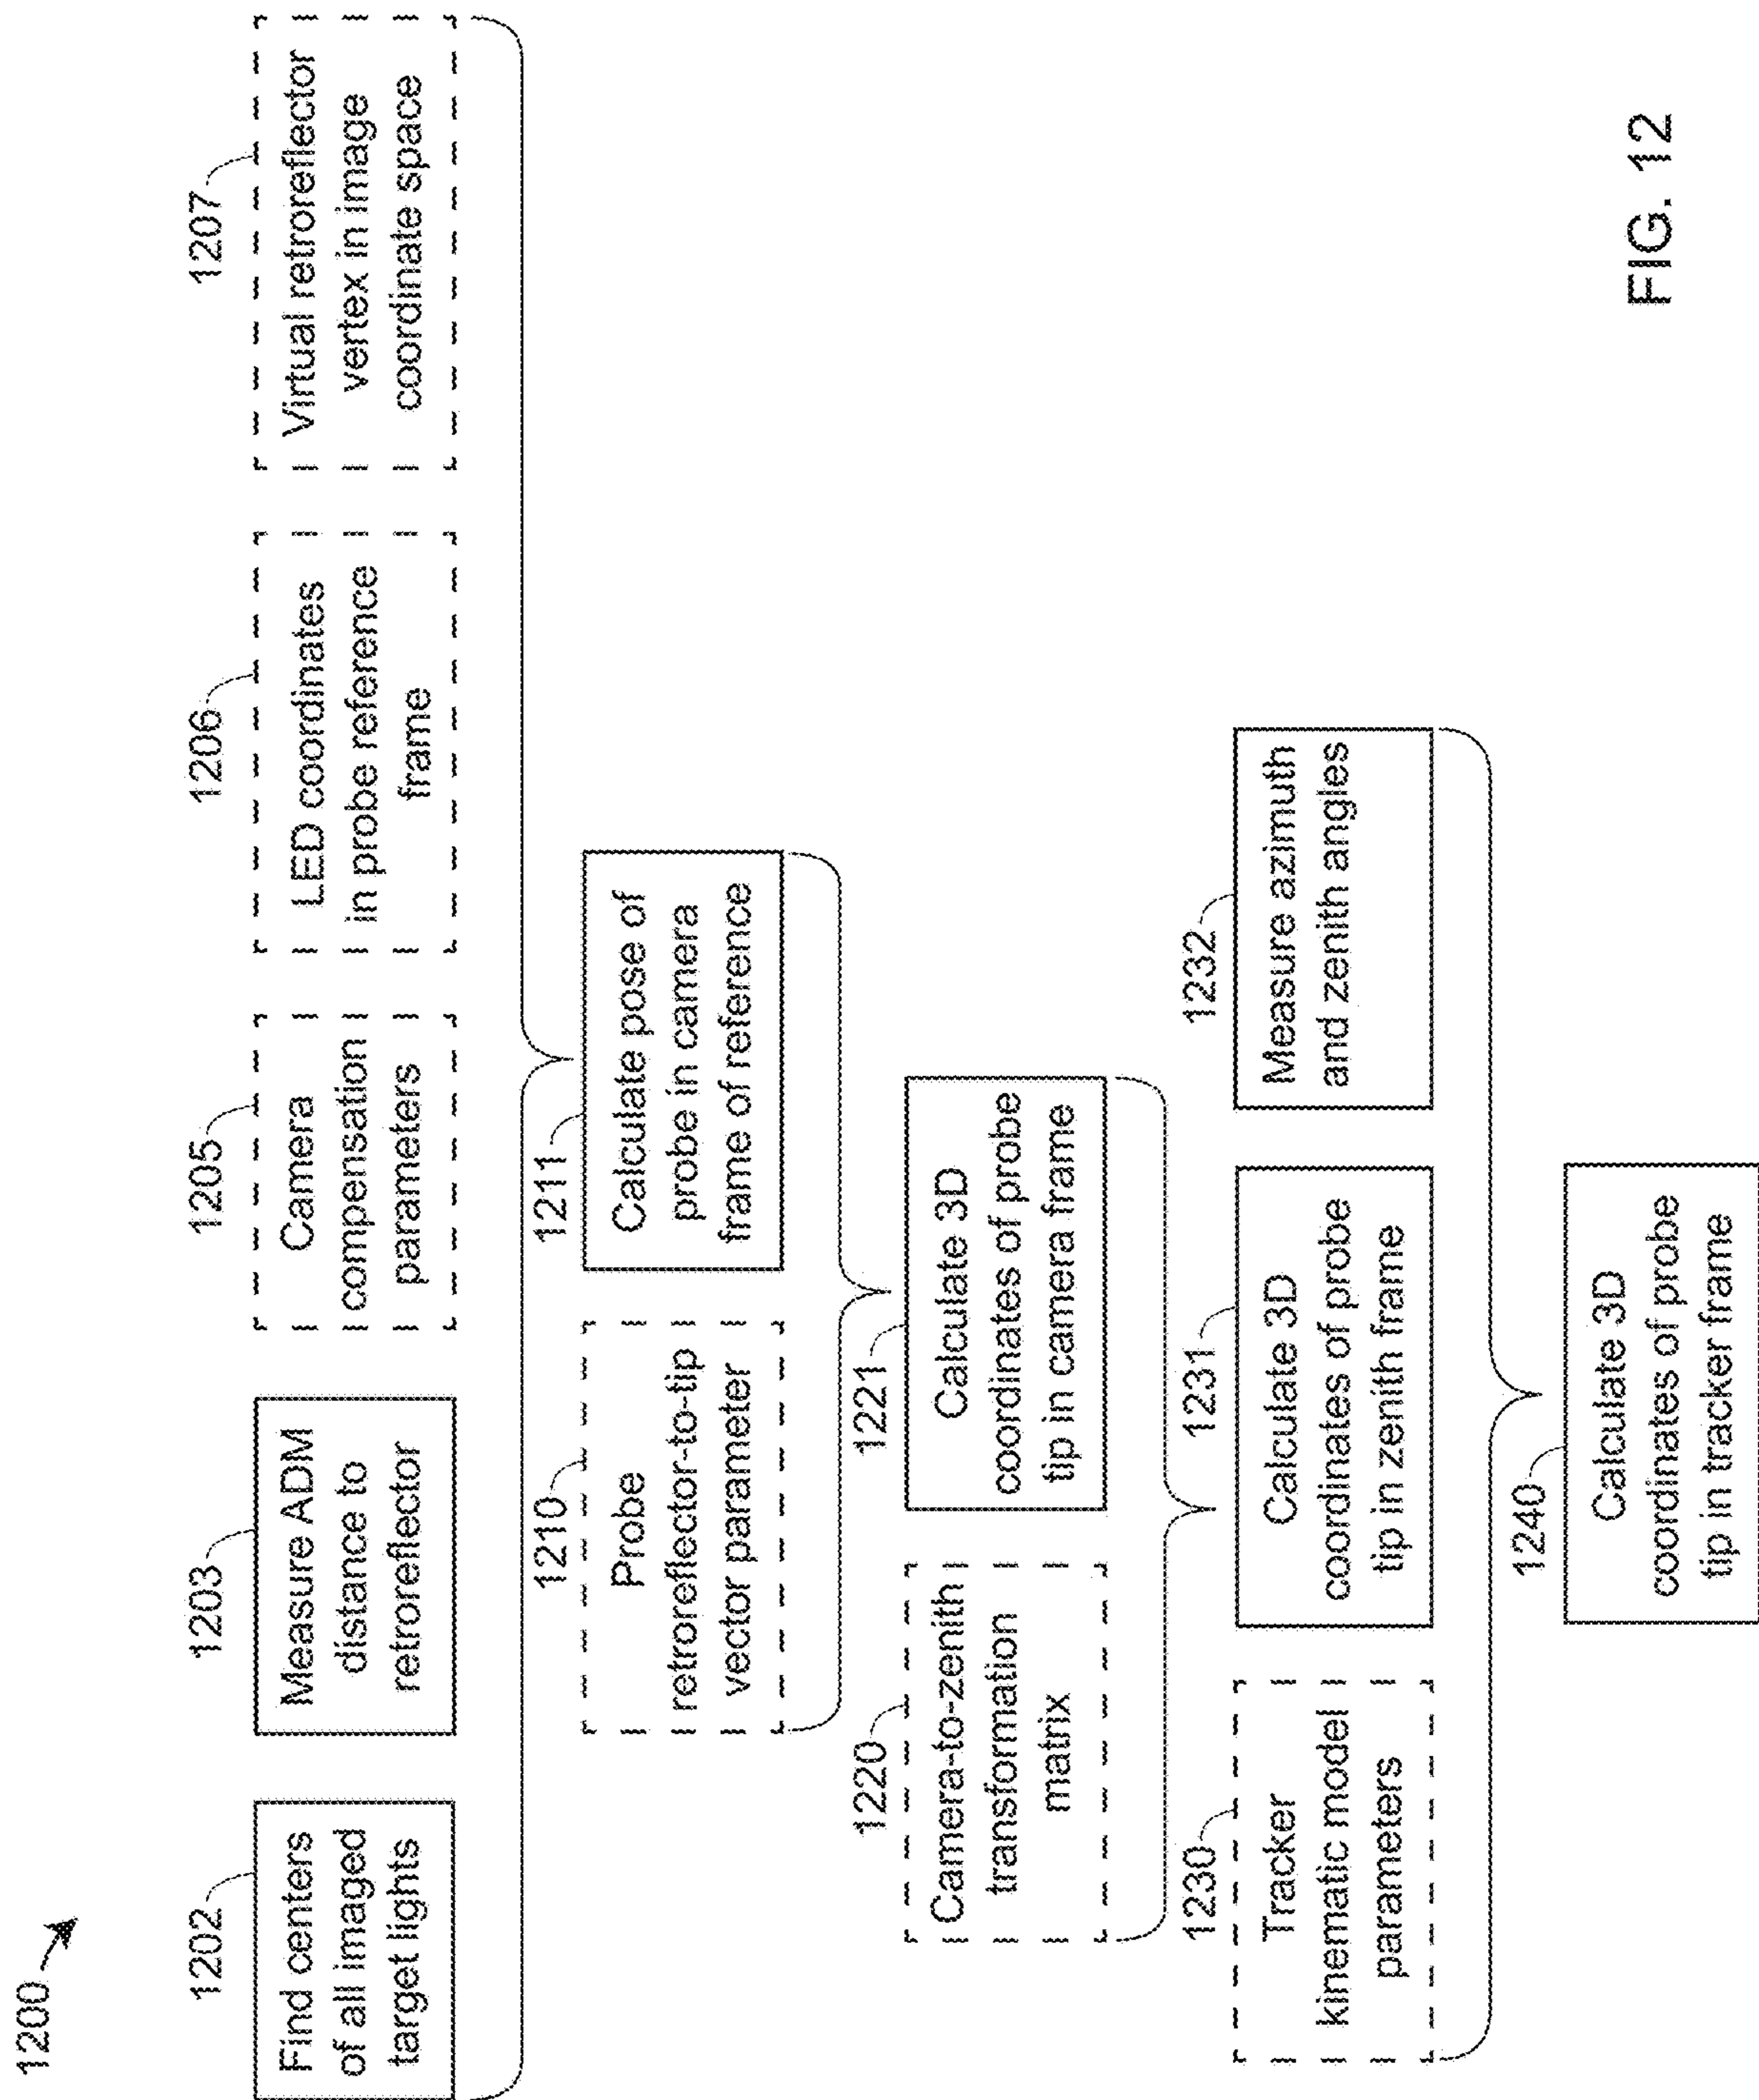 1200
1202
Find centers
of all imaged
target lights
1203
Measure ADM
distance to
retroreflector
1205
Camera
compensation
parameters
1206
LED coordinates
in probe reference
frame
1207
Virtual retroreflector
vertex in image
coordinate space
1210
Probe
retroreflector-to-tip
vector parameter
1211
Calculate pose of
probe in camera
frame of reference
1220
Camera-to-zenith
transformation
matrix
1221
Calculate 3D
coordinates of probe
tip in camera frame
1230
Tracker
kinematic model
parameters
1231
Calculate 3D
coordinates of probe
tip in zenith frame
1232
Measure azimuth
and zenith angles
1240
Calculate 3D
coordinates of probe
tip in tracker frame
FIG. 12